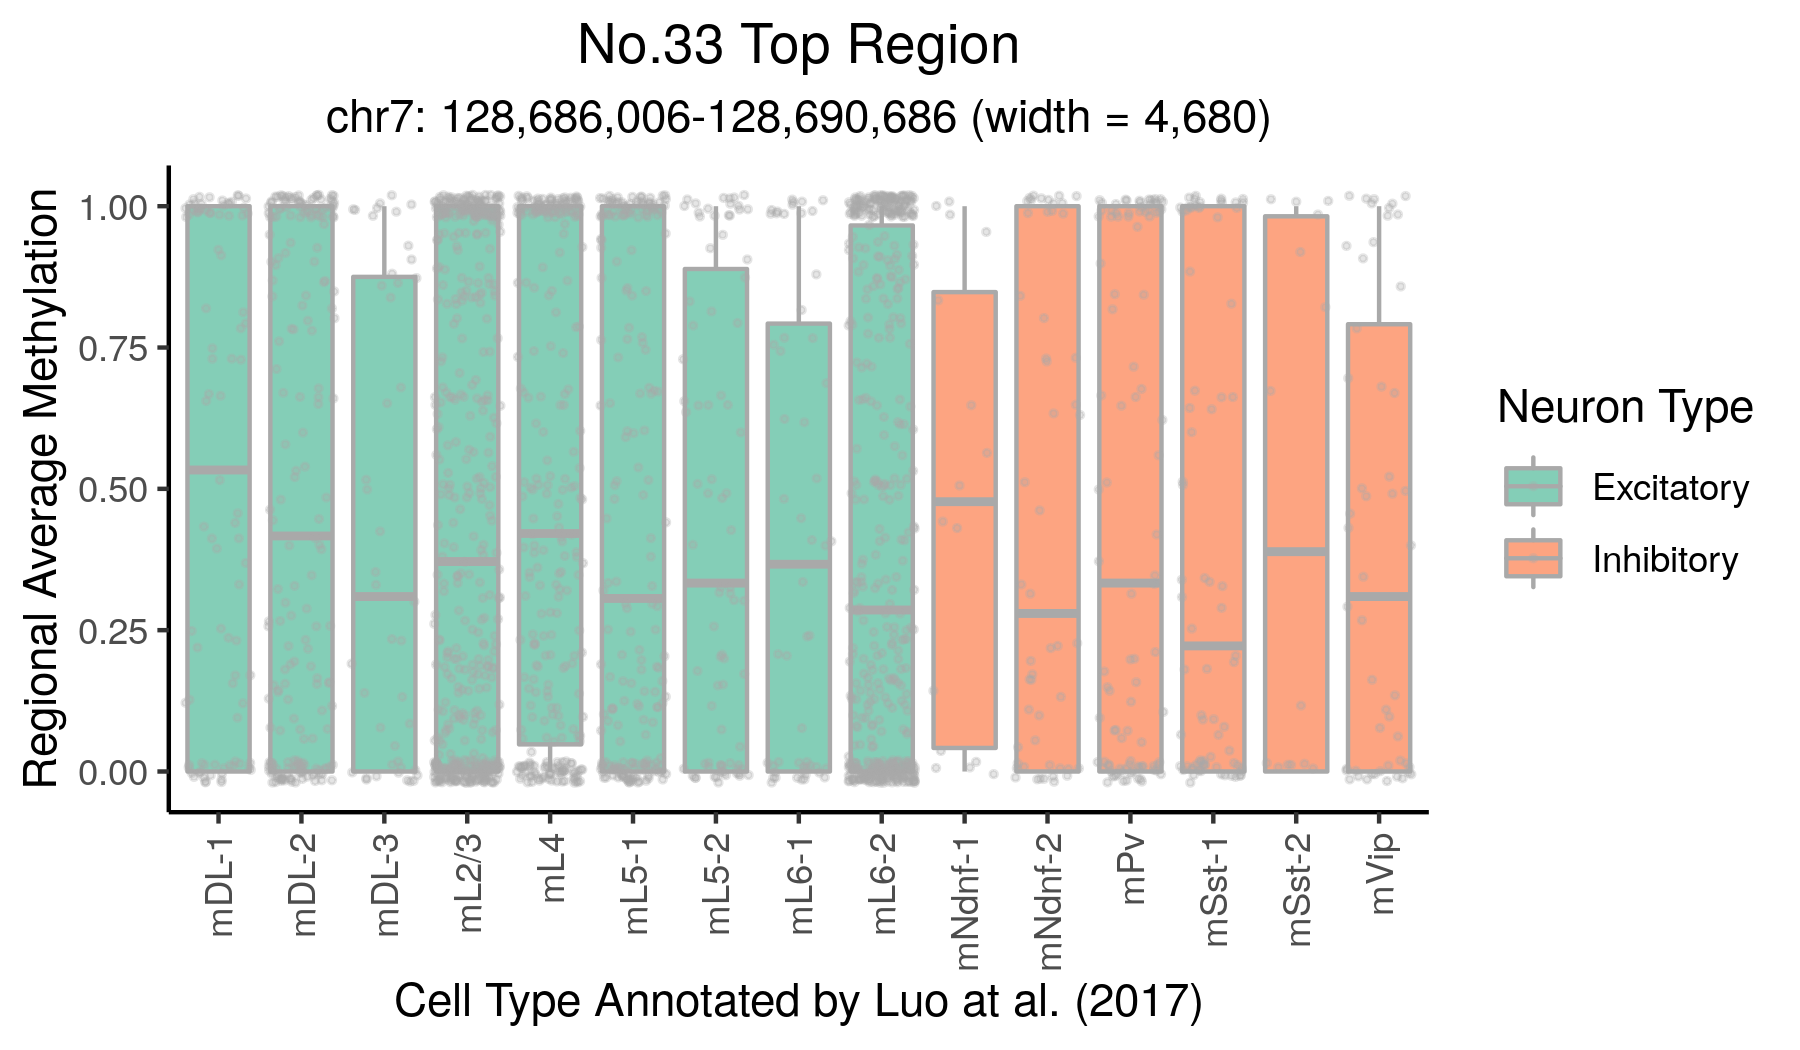 No.33 Top Region
chr7: 128,686,006-128,690,686 (width = 4,680)
Regional Average Methylation
1.00
0.75
0.50
0.25
0.00
mDL-1
mDL-2
mDL-3
mL2/3
mL4
mL5-1
mL5-2
mL6-1
mL6-2
mNdnf-1
mNdnf-2
mPv
mSst-1
mSst-2
mVip
Cell Type Annotated by Luo at al. (2017)
Neuron Type
Excitatory
Inhibitory